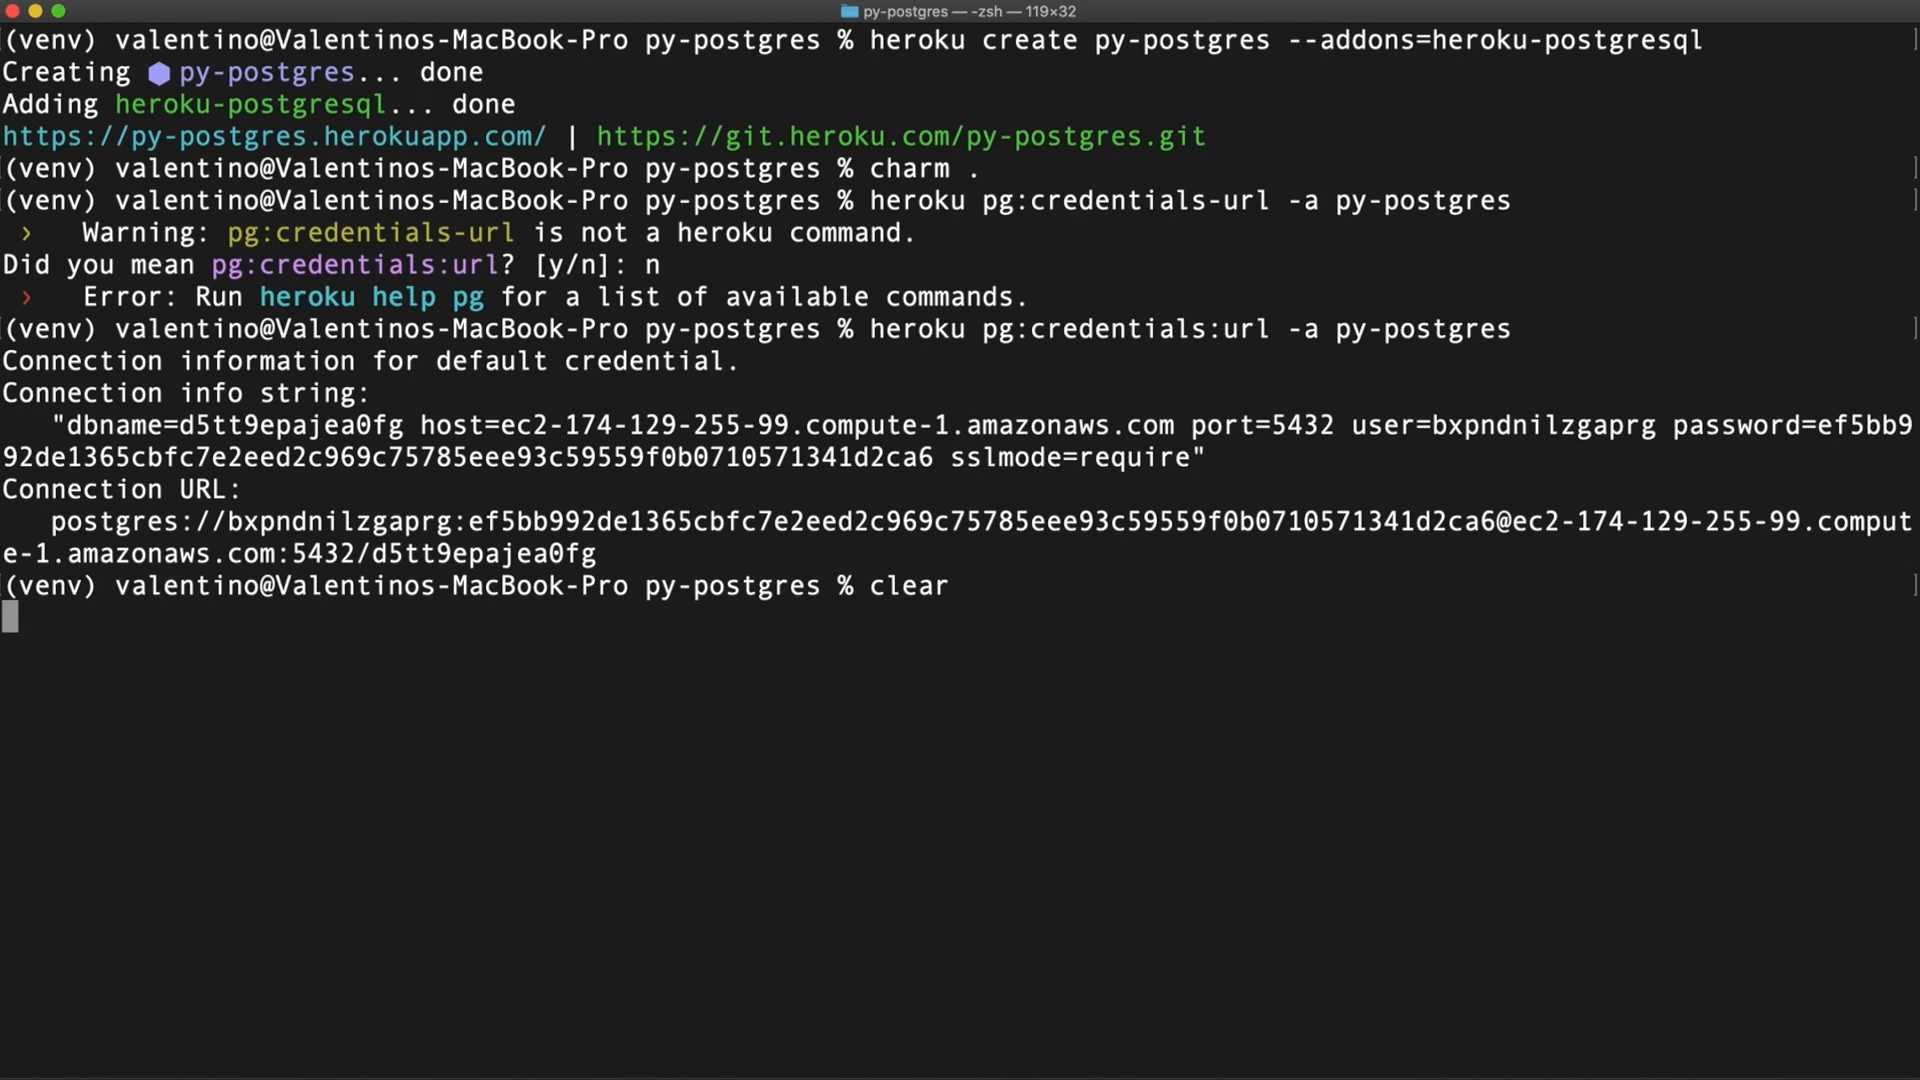 py-postgres — -zsh — 119×32
(venv) valentino@Valentinos-MacBook-Pro py-postgres % heroku create py-postgres --addons=heroku-postgresql
Creating py-postgres... done
Adding heroku-postgresql... done
https://py-postgres.herokuapp.com/ | https://git.heroku.com/py-postgres.git
(venv) valentino@Valentinos-MacBook-Pro py-postgres % charm .
(venv) valentino@Valentinos-MacBook-Pro py-postgres % heroku pg:credentials-url -a py-postgres
› Warning: pg:credentials-url is not a heroku command.
Did you mean pg:credentials:url? [y/n]: n
› Error: Run heroku help pg for a list of available commands.
(venv) valentino@Valentinos-MacBook-Pro py-postgres % heroku pg:credentials:url -a py-postgres
Connection information for default credential.
Connection info string:
"dbname=d5tt9epajea0fg host=ec2-174-129-255-99.compute-1.amazonaws.com port=5432 user=bxpndnilzgaprg password=ef5bb9
92de1365cbfc7e2eed2c969c75785eee93c59559f0b0710571341d2ca6 sslmode=require"
Connection URL:
postgres://bxpndnilzgaprg:ef5bb992de1365cbfc7e2eed2c969c75785eee93c59559f0b0710571341d2ca6@ec2-174-129-255-99.comput
e-1.amazonaws.com:5432/d5tt9epajea0fg
(venv) valentino@Valentinos-MacBook-Pro py-postgres % clear